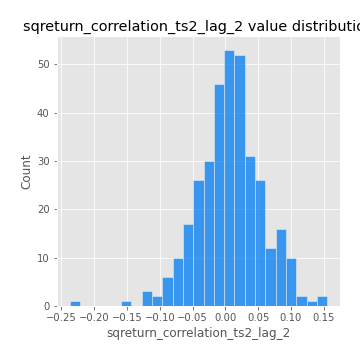 sqreturn_correlation_ts2_lag_2 value distributio
50
40
30
20
10
0
Count
−0.25 −0.20 −0.15 −0.10 −0.05 0.00 0.05 0.10 0.15
sqreturn_correlation_ts2_lag_2